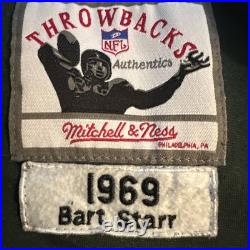 THROWBACKS
NFL
Authentics
Mitchell & Ness
PHILADELPHIA, PA
1969
Bart Starr